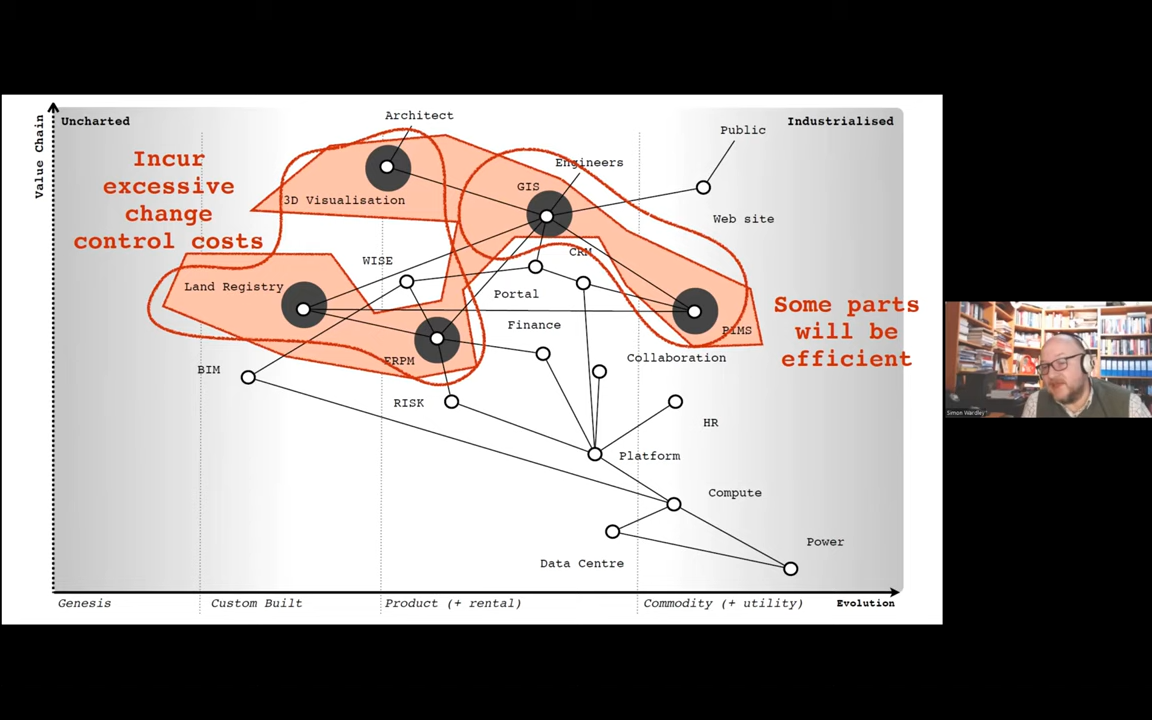 Value Chain
Uncharted
Industrialised
Incur
excessive
change
control costs
Architect
Public
Engineers
GIS
3D Visualisation
Web site
CRM
WISE
Land Registry
Portal
Some parts
will be
efficient
Finance
PIMS
ERPM
Collaboration
BIM
RISK
HR
Platform
Compute
Power
Data Centre
Genesis
Custom Built
Product (+ rental)
Commodity (+ utility)
Evolution
Simon Wardley